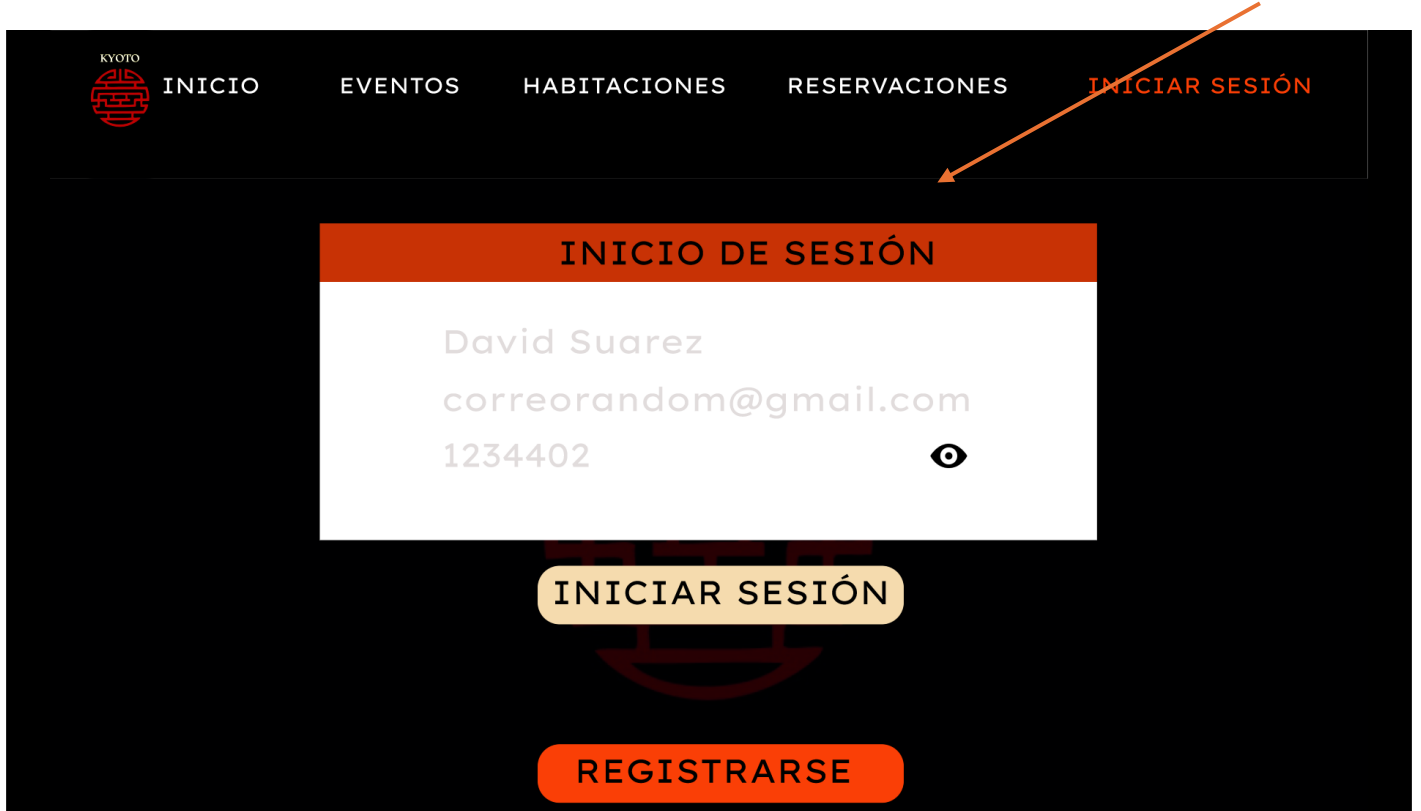 KYOTO
INICIO EVENTOS HABITACIONES RESERVACIONES INICIAR SESIÓN
INICIO DE SESIÓN
David Suarez
correorandom@gmail.com
1234402
INICIAR SESIÓN
REGISTRARSE